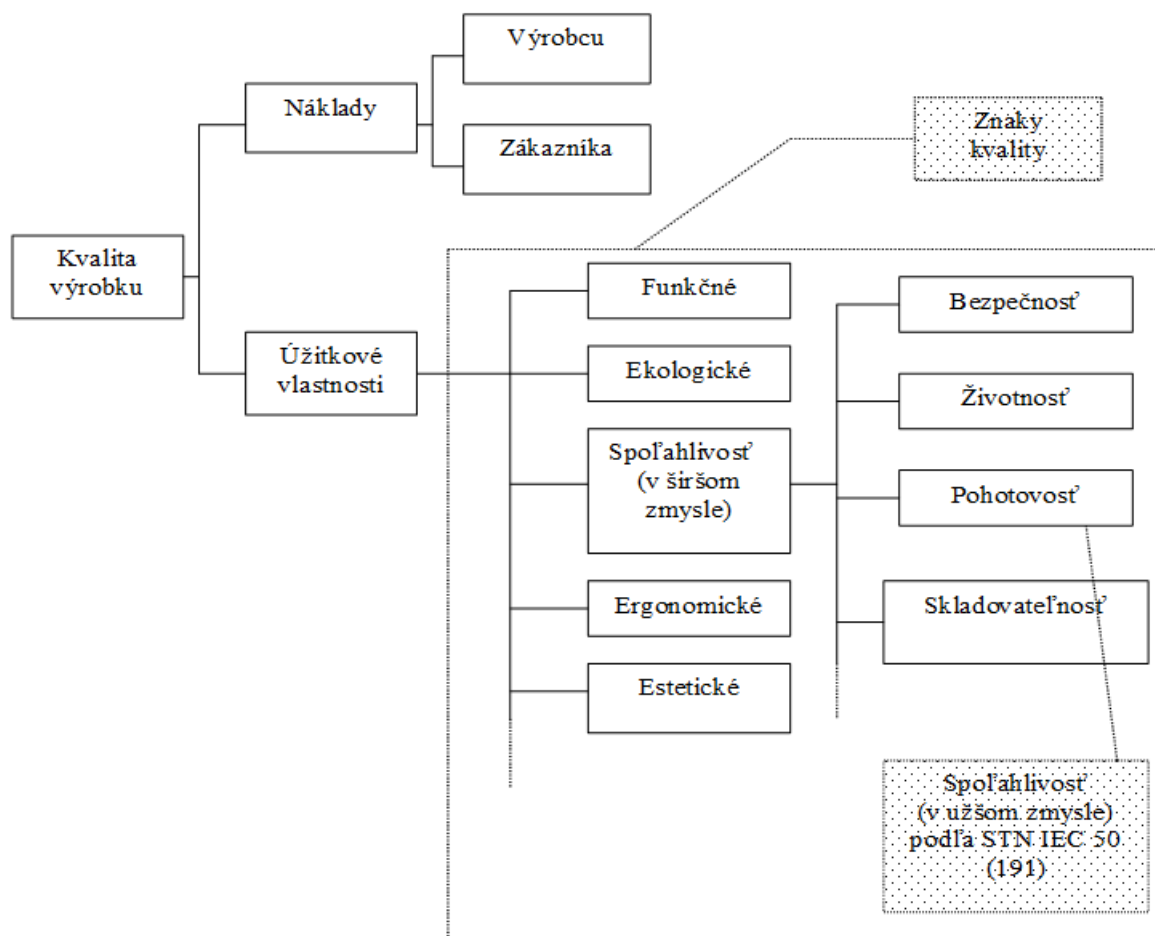 Výrobcu
Náklady
Zákazníka
Znaky
kvality
Kvalita
výrobku
Úžitkové
vlastnosti
Funkčné
Ekologické
Spoľahlivosť
(v širšom
zmysle)
Ergonomické
Estetické
Bezpečnosť
Životnosť
Pohotovosť
Skladovateľnosť
Spoľahlivosť
(v užšom zmysle)
podľa STN IEC 50
(191)